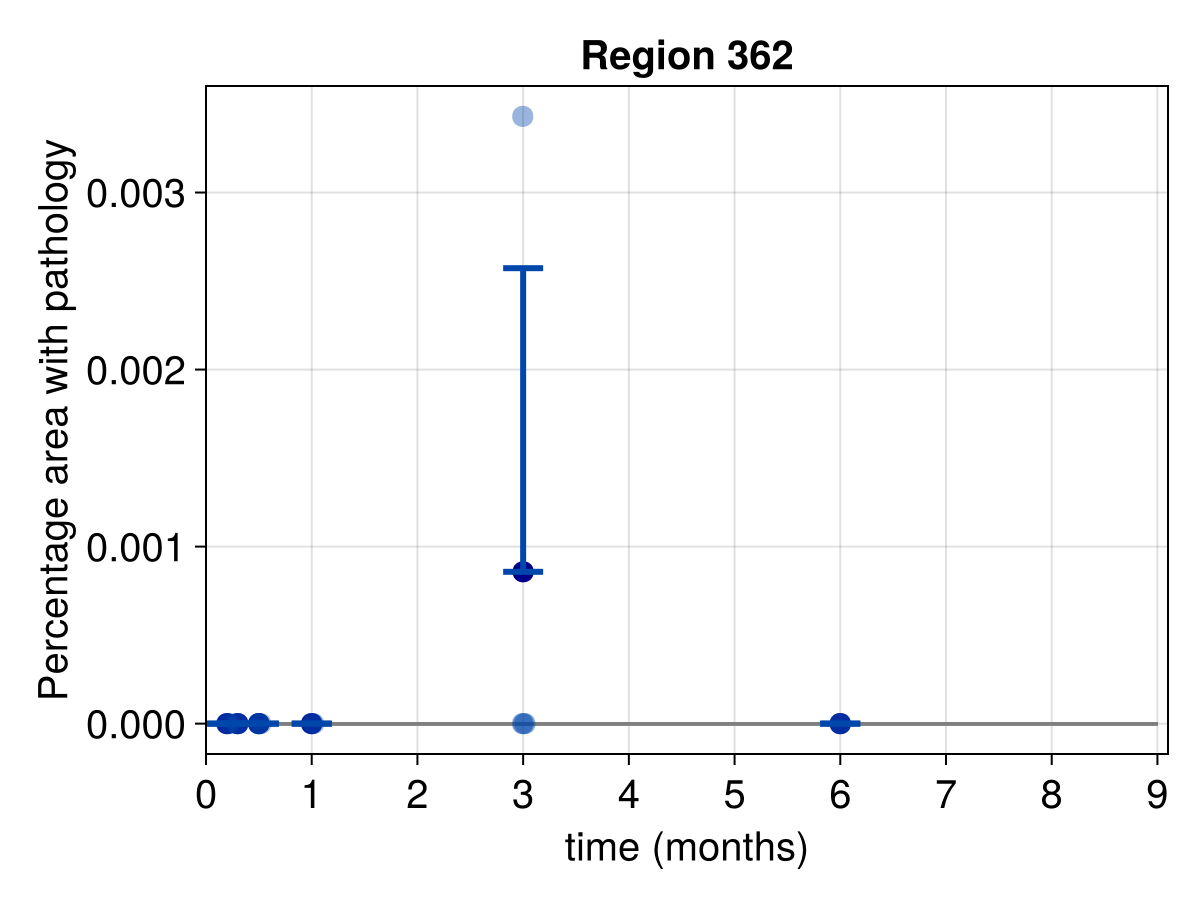 Region 362
Percentage area with pathology
0.003
0.002
0.001
0.000
0 1 2 3 4 5 6 7 8 9
time (months)